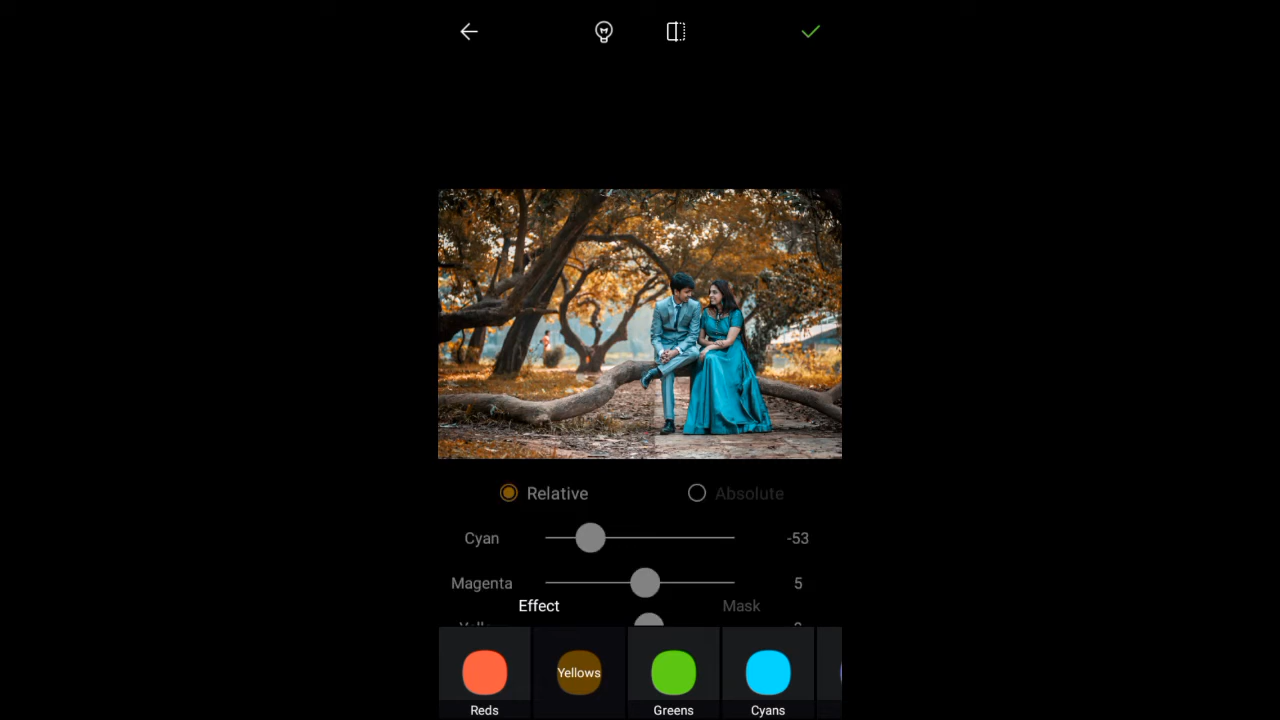 Relative Absolute
Cyan -53
Magenta 5
Effect Mask
Yellows
Reds Greens Cyans